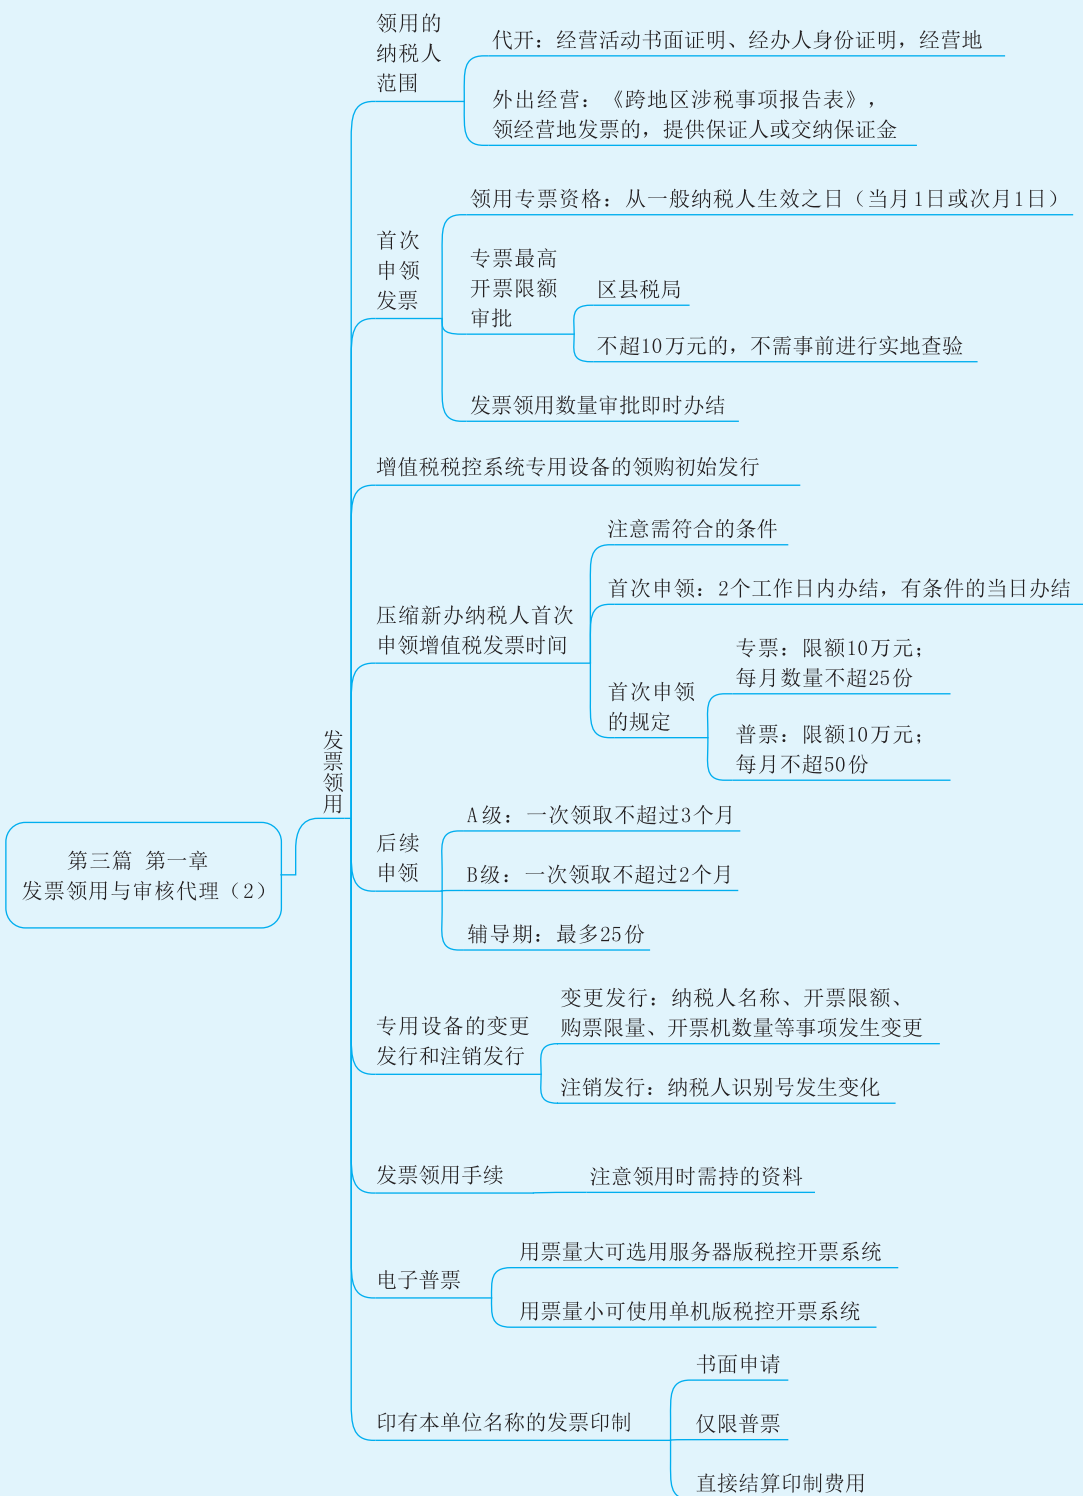 第三篇 第一章
发票领用与审核代理（2）
发票领用
领用的
纳税人
范围
代开：经营活动书面证明、经办人身份证明，经营地
外出经营：《跨地区涉税事项报告表》，
领经营地发票的，提供保证人或交纳保证金
首次
申领
发票
领用专票资格：从一般纳税人生效之日（当月1日或次月1日）
专票最高
开票限额
审批
区县税局
不超10万元的，不需事前进行实地查验
发票领用数量审批即时办结
增值税税控系统专用设备的领购初始发行
压缩新办纳税人首次
申领增值税发票时间
注意需符合的条件
首次申领：2个工作日内办结，有条件的当日办结
首次申领
的规定
专票：限额10万元；
每月数量不超25份
普票：限额10万元；
每月不超50份
后续
申领
A级：一次领取不超过3个月
B级：一次领取不超过2个月
辅导期：最多25份
专用设备的变更
发行和注销发行
变更发行：纳税人名称、开票限额、
购票限量、开票机数量等事项发生变更
注销发行：纳税人识别号发生变化
发票领用手续
注意领用时需持的资料
电子普票
用票量大可选用服务器版税控开票系统
用票量小可使用单机版税控开票系统
印有本单位名称的发票印制
书面申请
仅限普票
直接结算印制费用